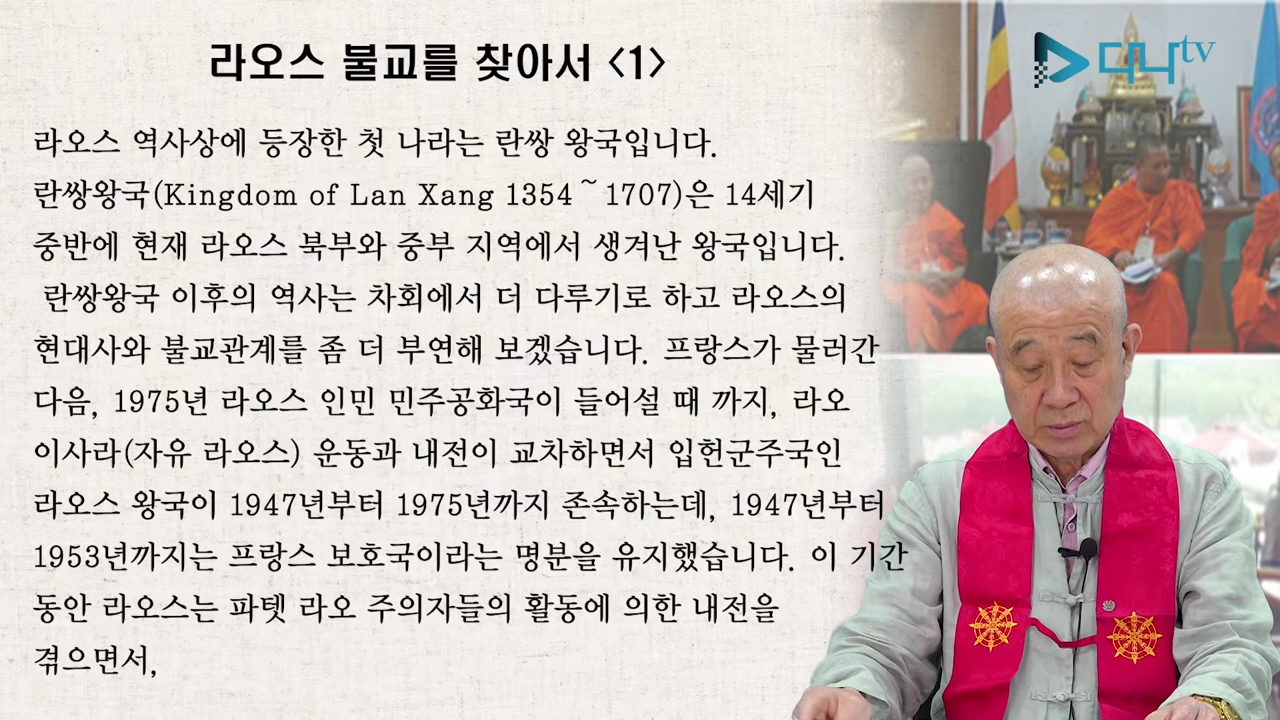 라오스 불교를 찾아서 <1>
다나tv
라오스 역사상에 등장한 첫 나라는 란쌍 왕국입니다.
란쌍왕국(Kingdom of Lan Xang 1354 ~ 1707)은 14세기
중반에 현재 라오스 북부와 중부 지역에서 생겨난 왕국입니다.
란쌍왕국 이후의 역사는 차회에서 더 다루기로 하고 라오스의
현대사와 불교관계를 좀 더 부연해 보겠습니다. 프랑스가 물러간
다음, 1975년 라오스 인민 민주공화국이 들어설 때 까지, 라오
이사라(자유 라오스) 운동과 내전이 교차하면서 입헌군주국인
라오스 왕국이 1947년부터 1975년까지 존속하는데, 1947년부터
1953년까지는 프랑스 보호국이라는 명분을 유지했습니다. 이 기간
동안 라오스는 파텟 라오 주의자들의 활동에 의한 내전을
겪으면서,